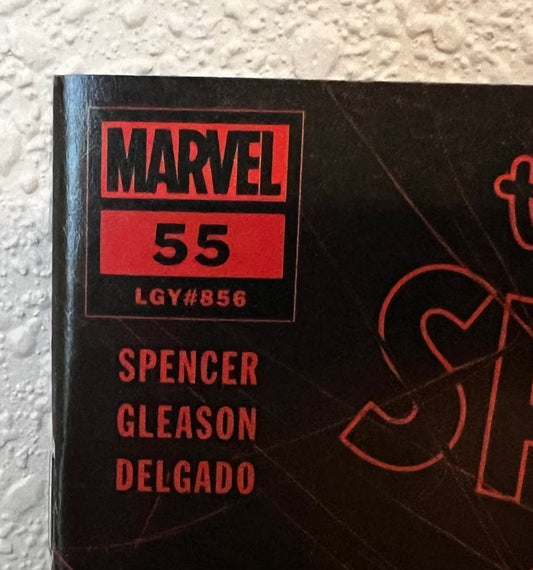 MARVEL
55
LGY#856
SPENCER
GLEASON
DELGADO